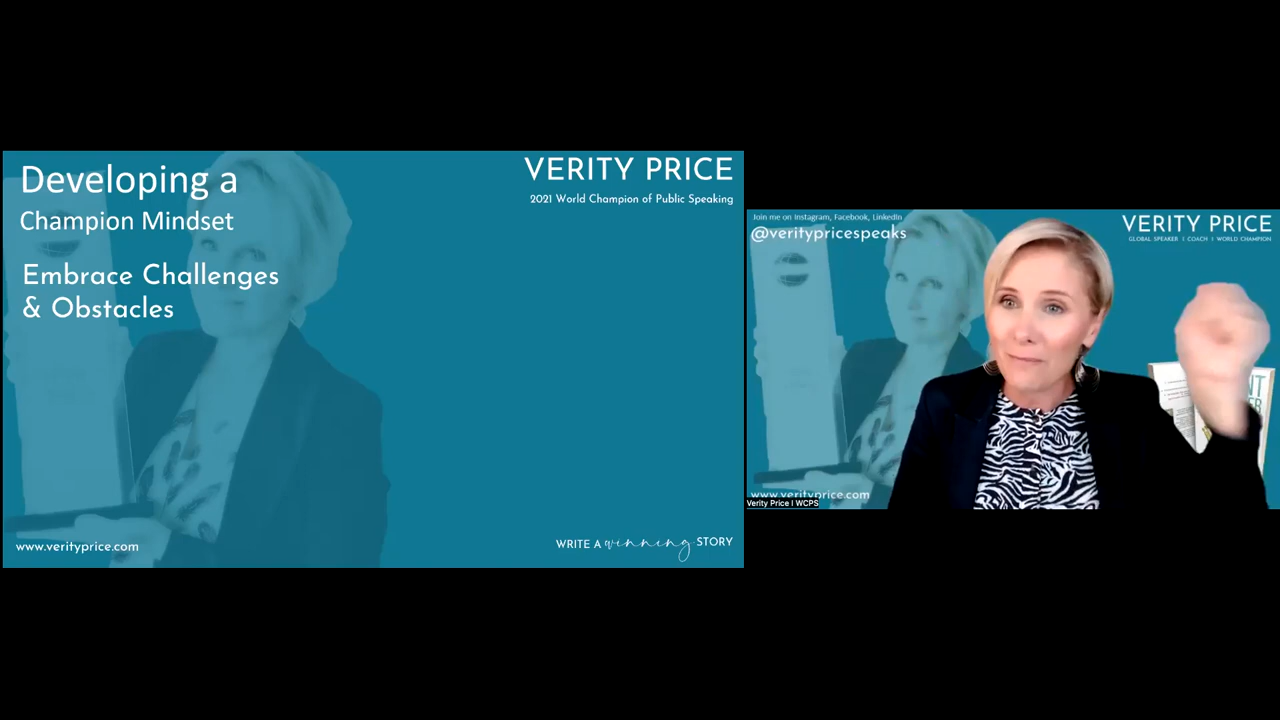 Developing a
Champion Mindset
Embrace Challenges
& Obstacles
VERITY PRICE
2021 World Champion of Public Speaking
www.verityprice.com
WRITE A winning STORY
Join me on Instagram, Facebook, LinkedIn
@veritypricespeaks
VERITY PRICE
GLOBAL SPEAKER I COACH I WORLD CHAMPION
www.verityprice.com
Verity Price I WCPS